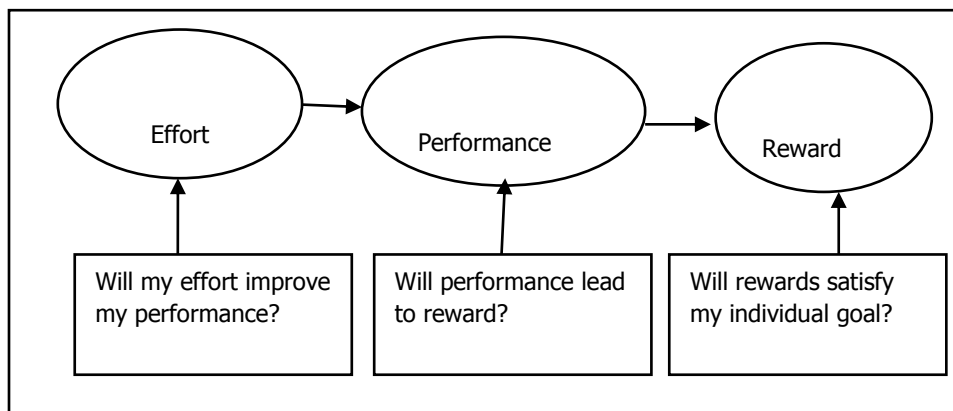 Effort
Performance
Reward
Will my effort improve
my performance?
Will performance lead
to reward?
Will rewards satisfy
my individual goal?